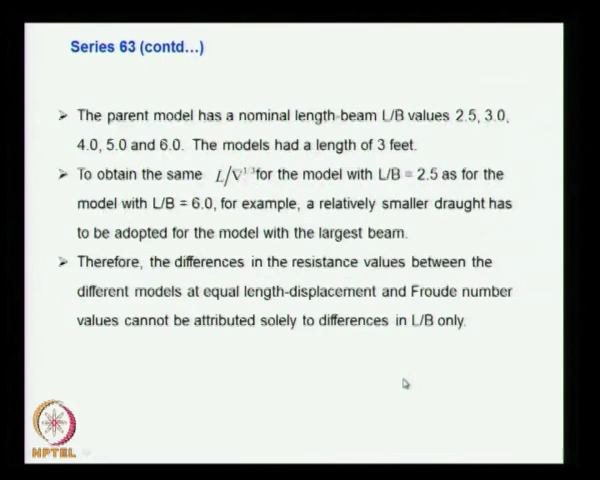 Series 63 (contd...)
➢ The parent model has a nominal length-beam L/B values 2.5, 3.0,
4.0, 5.0 and 6.0. The models had a length of 3 feet.
➢ To obtain the same L/∇^1/3 for the model with L/B = 2.5 as for the
model with L/B = 6.0, for example, a relatively smaller draught has
to be adopted for the model with the largest beam.
➢ Therefore, the differences in the resistance values between the
different models at equal length-displacement and Froude number
values cannot be attributed solely to differences in L/B only.
NPTEL